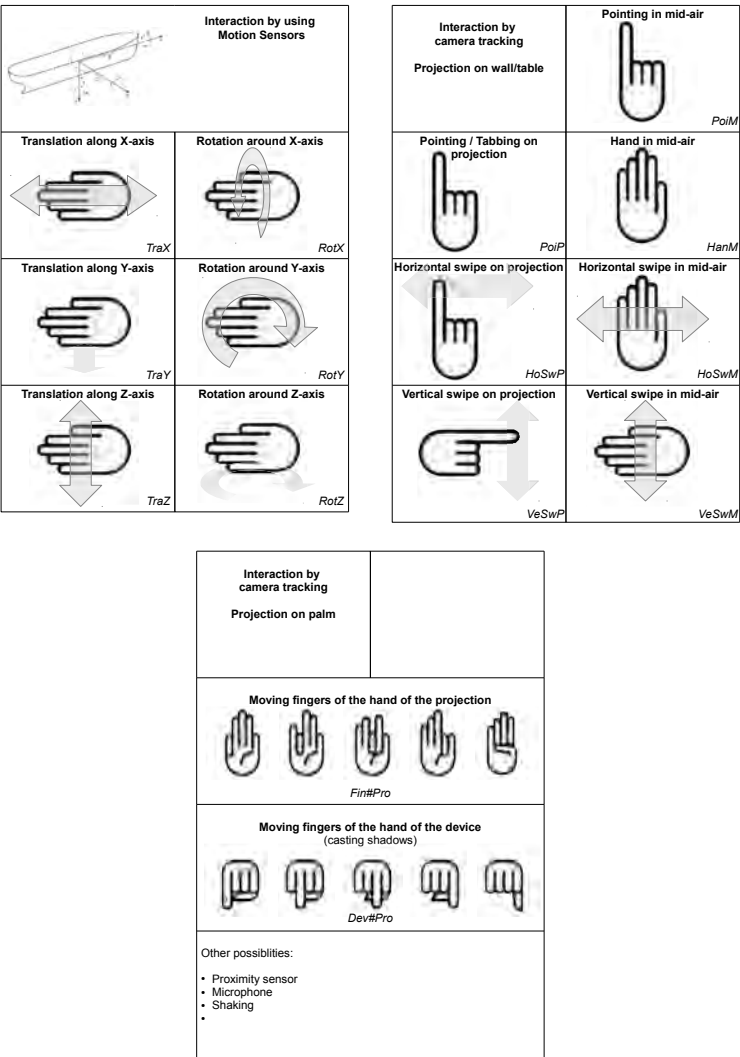 Interaction by using
Motion Sensors
Translation along X-axis
TraX
Rotation around X-axis
RotX
Translation along Y-axis
TraY
Rotation around Y-axis
RotY
Translation along Z-axis
TraZ
Rotation around Z-axis
RotZ
Interaction by
camera tracking
Projection on wall/table
Pointing in mid-air
PoiM
Pointing / Tabbing on
projection
PoiP
Hand in mid-air
HanM
Horizontal swipe on projection
HoSwP
Horizontal swipe in mid-air
HoSwM
Vertical swipe on projection
VeSwP
Vertical swipe in mid-air
VeSwM
Interaction by
camera tracking
Projection on palm
Moving fingers of the hand of the projection
Fin#Pro
Moving fingers of the hand of the device
(casting shadows)
Dev#Pro
Other possiblities:
• Proximity sensor
• Microphone
• Shaking
•